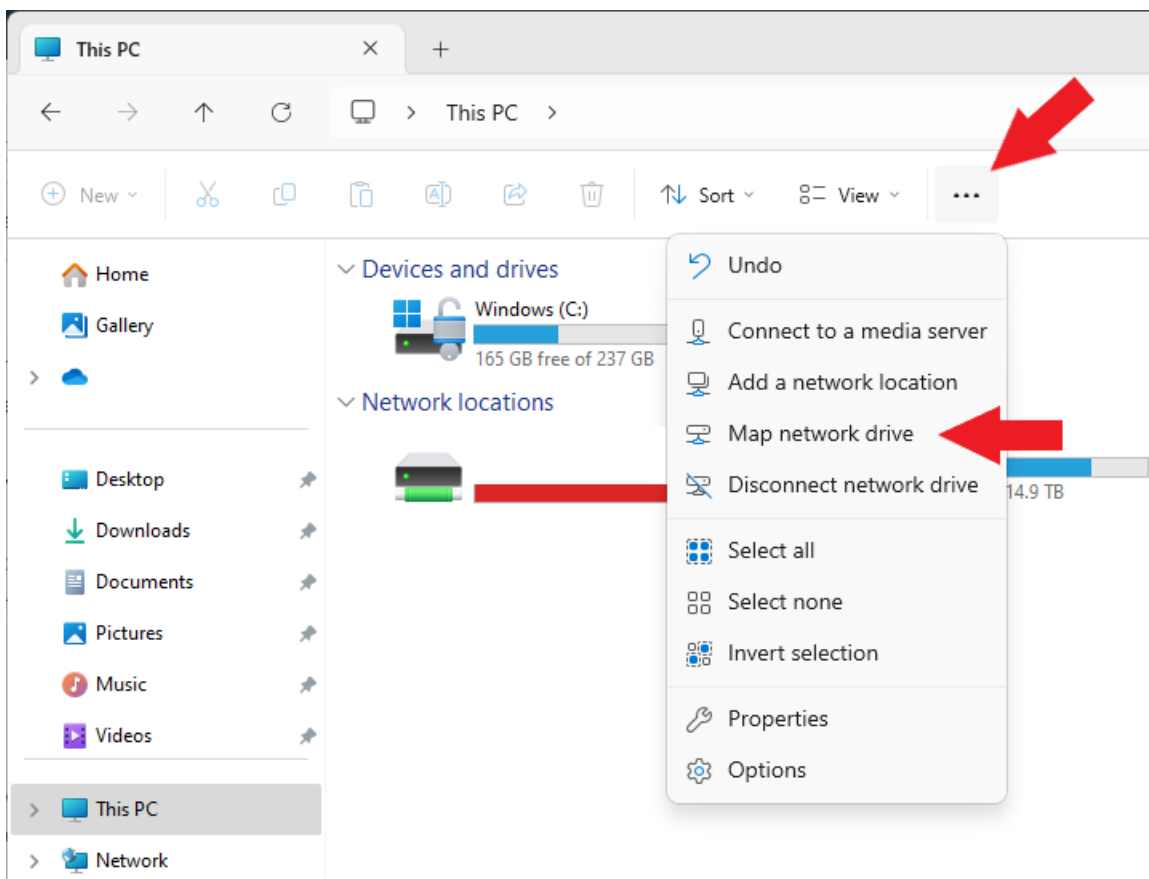 This PC
This PC
New
Sort
View
...
Home
Gallery
Desktop
Downloads
Documents
Pictures
Music
Videos
This PC
Network
Devices and drives
Windows (C:)
165 GB free of 237 GB
Network locations
14.9 TB
Undo
Connect to a media server
Add a network location
Map network drive
Disconnect network drive
Select all
Select none
Invert selection
Properties
Options